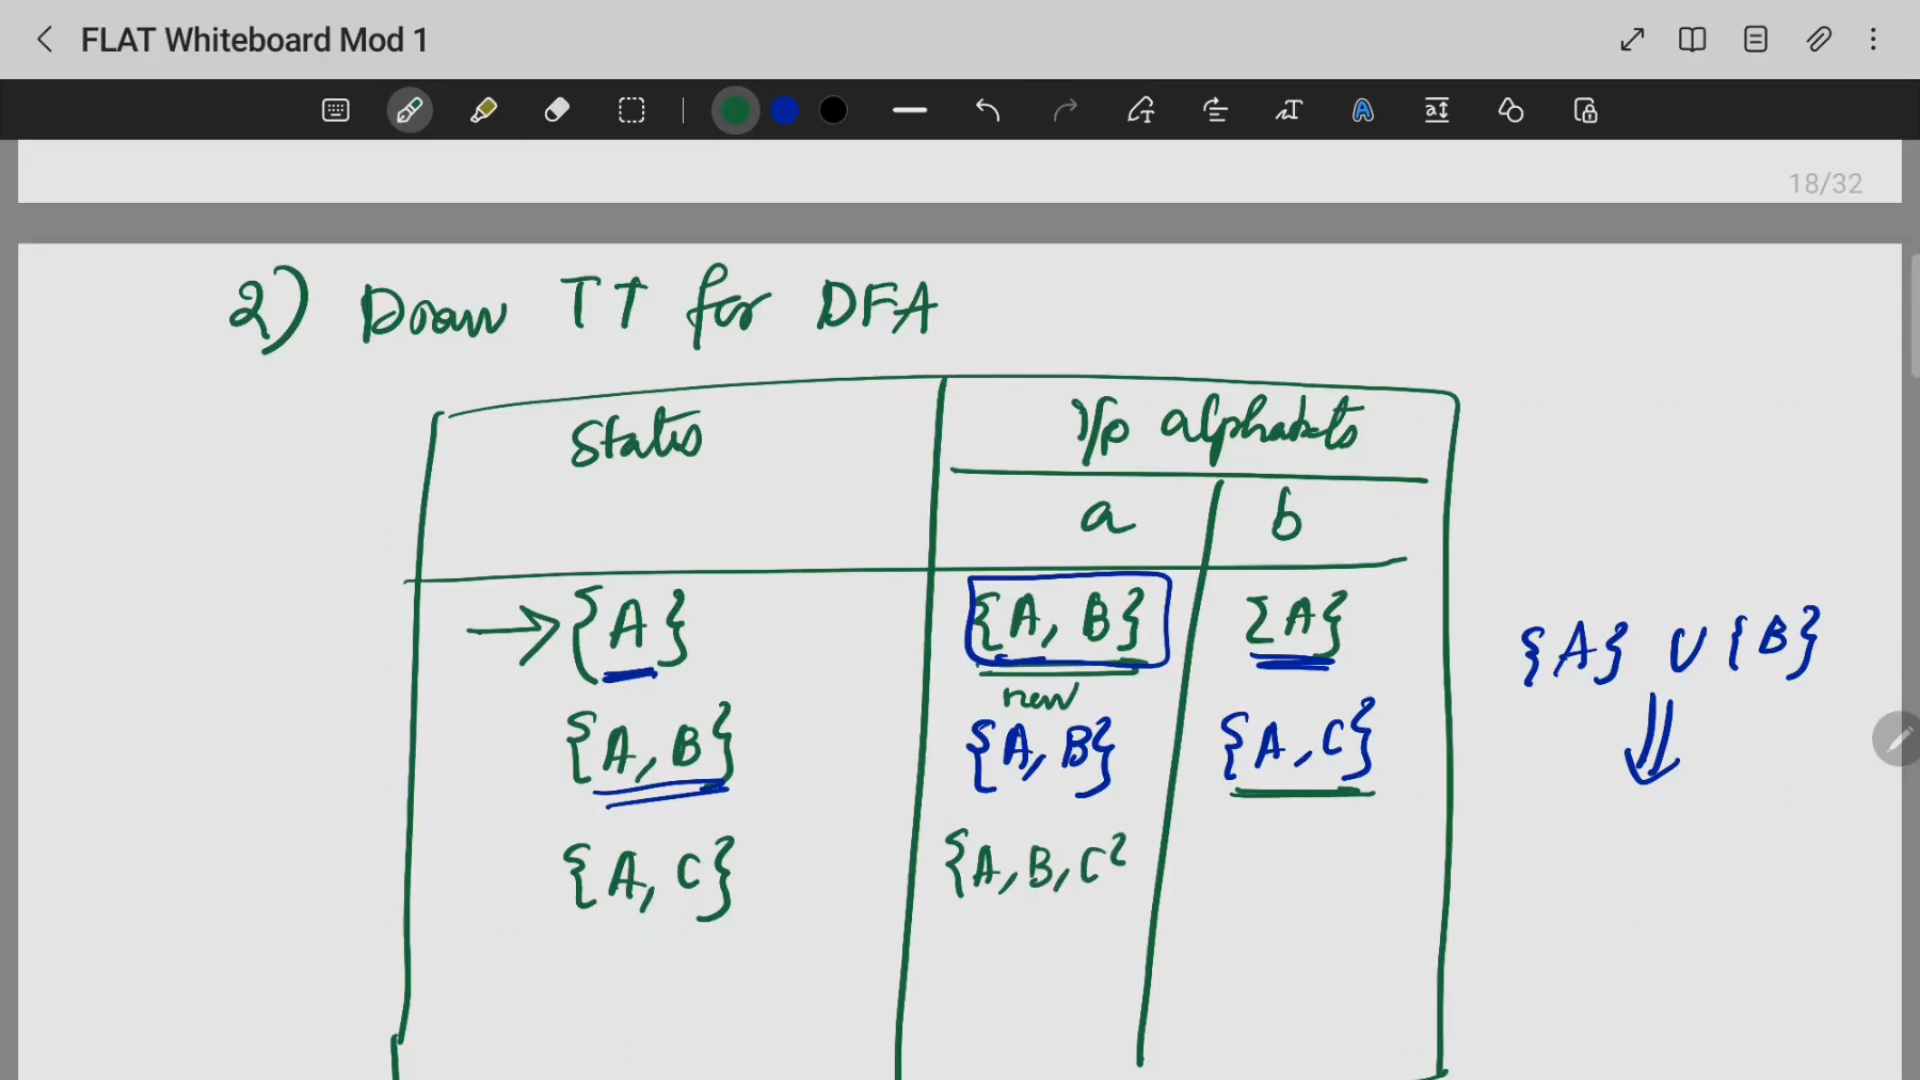 FLAT Whiteboard Mod 1
18/32
2) Draw TT for DFA
States I/p alphabets
a b
→ {A} {A, B} {A} {A} ∪ {B}
new
{A, B} {A, B} {A, C} ⇓
{A, C} {A, B, C